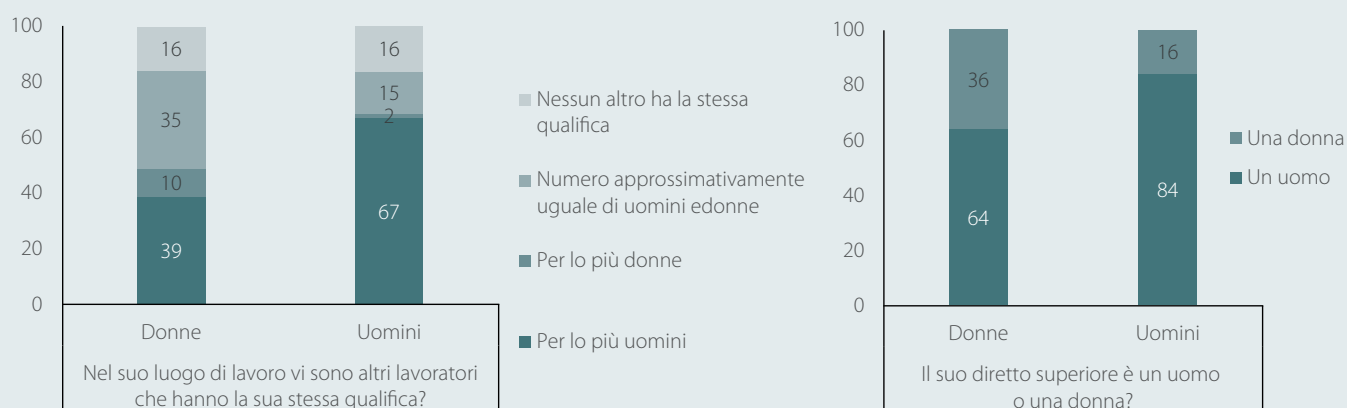 100
80
60
40
20
0
16
35
10
39
16
15
2
67
Donne
Uomini
Nel suo luogo di lavoro vi sono altri lavoratori
che hanno la sua stessa qualifica?
Nessun altro ha la stessa
qualifica
Numero approssimativamente
uguale di uomini edonne
Per lo più donne
Per lo più uomini
100
80
60
40
20
0
36
64
16
84
Donne
Uomini
Il suo diretto superiore è un uomo
o una donna?
Una donna
Un uomo